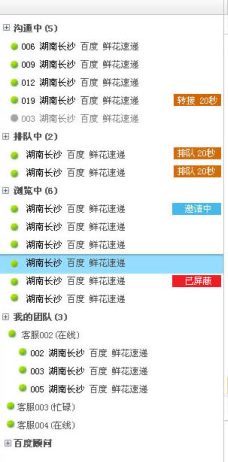 沟通中 (5)
006 湖南长沙 百度 鲜花速递
009 湖南长沙 百度 鲜花速递
012 湖南长沙 百度 鲜花速递
019 湖南长沙 百度 鲜花速递 转接 20秒
003 湖南长沙 百度 鲜花速递
排队中 (2)
湖南长沙 百度 鲜花速递 排队 20秒
湖南长沙 百度 鲜花速递 排队 20秒
浏览中 (6)
湖南长沙 百度 鲜花速递 邀请中
湖南长沙 百度 鲜花速递
湖南长沙 百度 鲜花速递
湖南长沙 百度 鲜花速递
湖南长沙 百度 鲜花速递 已屏蔽
湖南长沙 百度 鲜花速递
我的团队 (3)
客服002 (在线)
002 湖南长沙 百度 鲜花速递
003 湖南长沙 百度 鲜花速递
005 湖南长沙 百度 鲜花速递
客服003 (忙碌)
客服004 (在线)
百度顾问